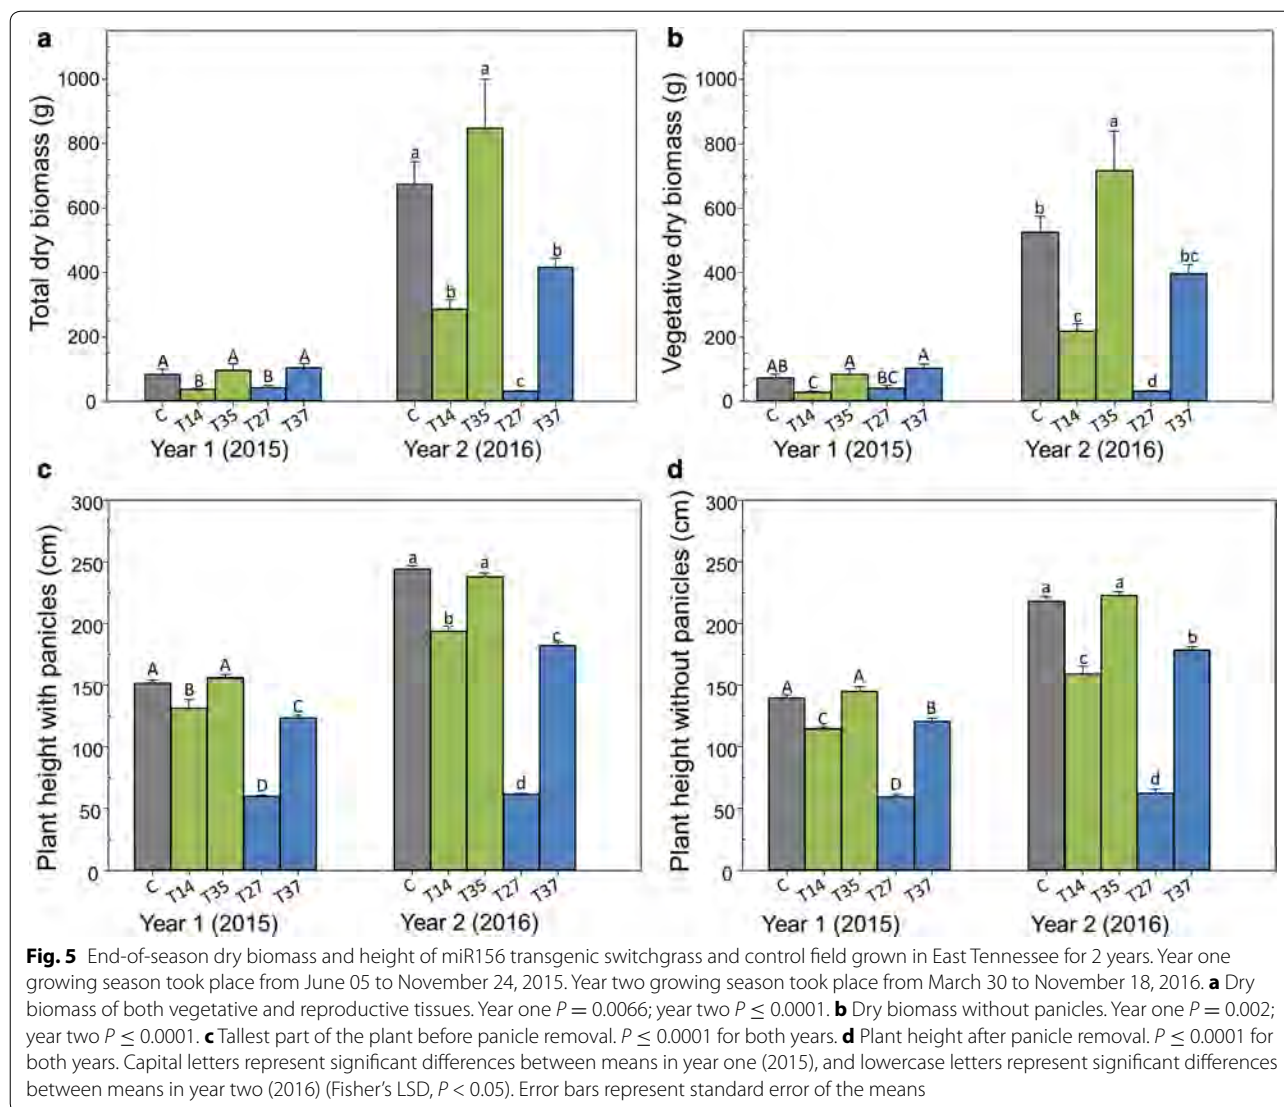 a
Total dry biomass (g)
1000
800
600
400
200
0
A
B
A
B
A
a
b
a
c
b
C T14 T35 T27 T37
C T14 T35 T27 T37
Year 1 (2015)
Year 2 (2016)
b
Vegetative dry biomass (g)
1000
800
600
400
200
0
AB
C
A
BC
A
b
c
a
d
bc
C T14 T35 T27 T37
C T14 T35 T27 T37
Year 1 (2015)
Year 2 (2016)
c
Plant height with panicles (cm)
300
250
200
150
100
50
0
A
B
A
D
C
a
b
a
d
c
C T14 T35 T27 T37
C T14 T35 T27 T37
Year 1 (2015)
Year 2 (2016)
d
Plant height without panicles (cm)
300
250
200
150
100
50
0
A
C
A
D
B
a
c
a
d
b
C T14 T35 T27 T37
C T14 T35 T27 T37
Year 1 (2015)
Year 2 (2016)
Fig. 5 End-of-season dry biomass and height of miR156 transgenic switchgrass and control field grown in East Tennessee for 2 years. Year one
growing season took place from June 05 to November 24, 2015. Year two growing season took place from March 30 to November 18, 2016. a Dry
biomass of both vegetative and reproductive tissues. Year one P = 0.0066; year two P ≤ 0.0001. b Dry biomass without panicles. Year one P = 0.002;
year two P ≤ 0.0001. c Tallest part of the plant before panicle removal. P ≤ 0.0001 for both years. d Plant height after panicle removal. P ≤ 0.0001 for
both years. Capital letters represent significant differences between means in year one (2015), and lowercase letters represent significant differences
between means in year two (2016) (Fisher's LSD, P < 0.05). Error bars represent standard error of the means